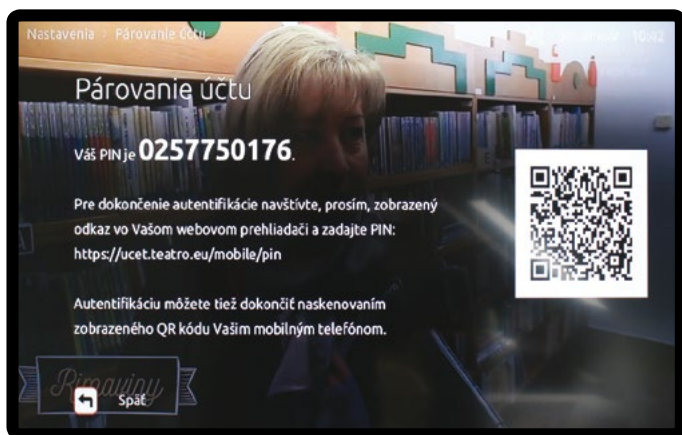 Nastavenia > Párovanie účtu
16:42
Párovanie účtu
Váš PIN je 0257750176.
Pre dokončenie autentifikácie navštívte, prosím, zobrazený
odkaz vo Vašom webovom prehliadači a zadajte PIN:
https://ucet.teatro.eu/mobile/pin
Autentifikáciu môžete tiež dokončiť naskenovaním
zobrazeného QR kódu Vašim mobilným telefónom.
Rimaviny
Späť